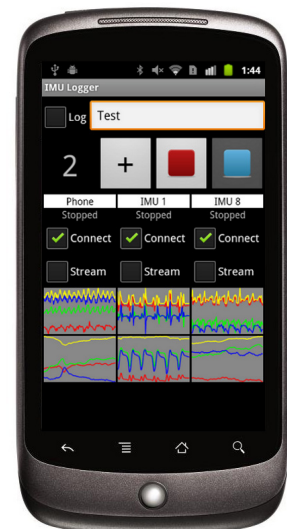 1:44
IMU Logger
Log Test
2 +
Phone IMU 1 IMU 8
Stopped Stopped Stopped
Connect Connect Connect
Stream Stream Stream